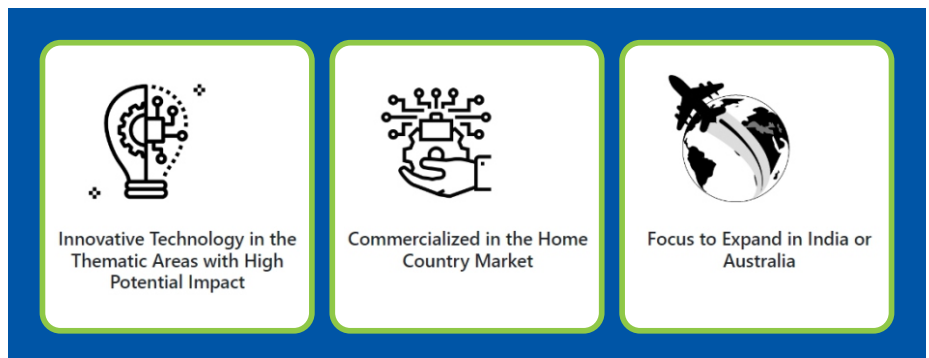 Innovative Technology in the
Thematic Areas with High
Potential Impact
Commercialized in the Home
Country Market
Focus to Expand in India or
Australia